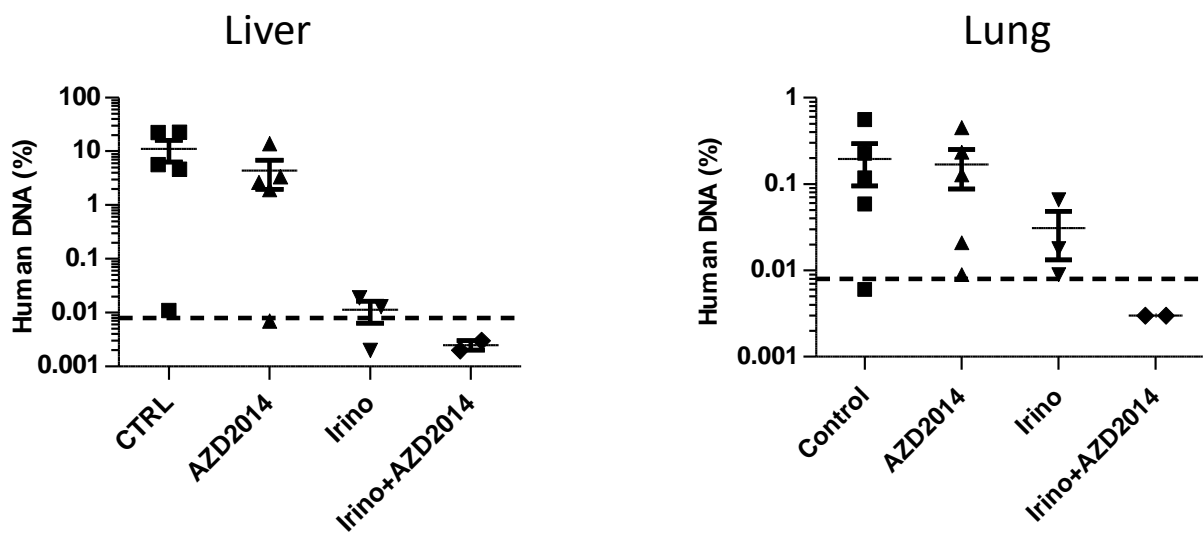 Liver
Human DNA (%)
100
10
1
0.1
0.01
0.001
CTRL
AZD2014
Irino
Irino+AZD2014
Lung
Human DNA (%)
1
0.1
0.01
0.001
Control
AZD2014
Irino
Irino+AZD2014